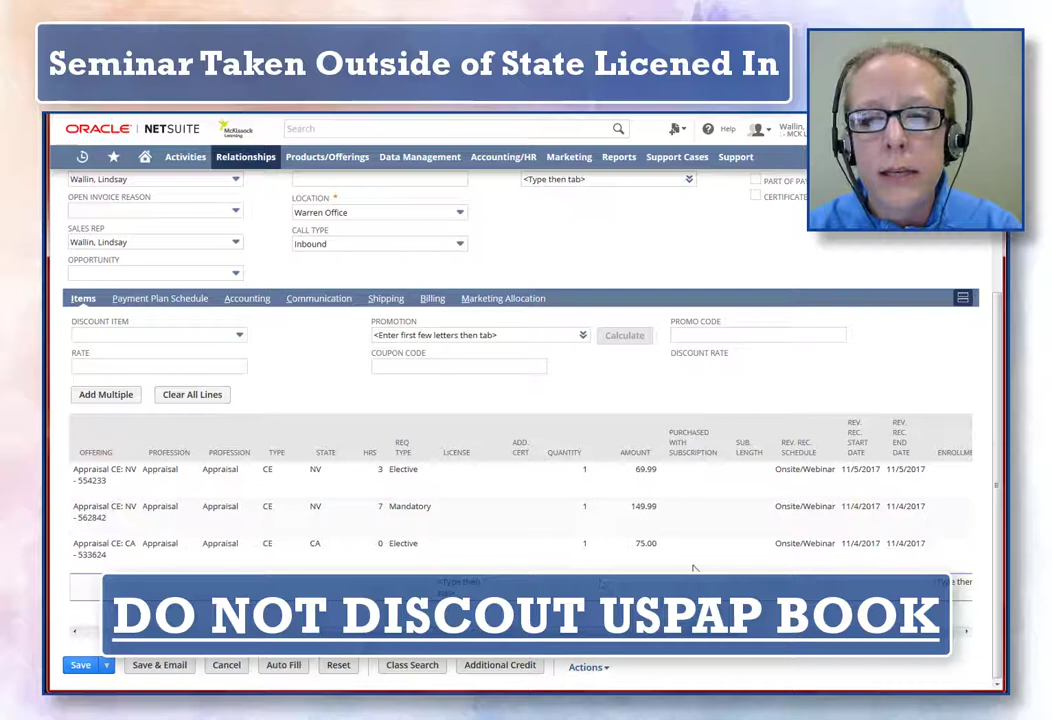 Seminar Taken Outside of State Licened In
ORACLE NETSUITE McKissock Learning Search Help Wallin,
Activities Relationships Products/Offerings Data Management Accounting/HR Marketing Reports Support Cases Support
Wallin, Lindsay <Type then tab> PART OF PA
OPEN INVOICE REASON LOCATION * CERTIFICATE
Warren Office
SALES REP CALL TYPE
Wallin, Lindsay Inbound
OPPORTUNITY
Items Payment Plan Schedule Accounting Communication Shipping Billing Marketing Allocation
DISCOUNT ITEM PROMOTION PROMO CODE
<Enter first few letters then tab> Calculate
RATE COUPON CODE DISCOUNT RATE
Add Multiple Clear All Lines
OFFERING PROFESSION PROFESSION TYPE STATE HRS REQ TYPE LICENSE ADD. CERT QUANTITY AMOUNT PURCHASED WITH SUBSCRIPTION SUB. LENGTH REV. REC. SCHEDULE REV. REC. START DATE REV. REC. END DATE ENROLLME
Appraisal CE: NV - 554233 Appraisal Appraisal CE NV 3 Elective 1 69.99 Onsite/Webinar 11/5/2017 11/5/2017
Appraisal CE: NV - 562842 Appraisal Appraisal CE NV 7 Mandatory 1 149.99 Onsite/Webinar 11/4/2017 11/4/2017
Appraisal CE: CA - 533624 Appraisal Appraisal CE CA 0 Elective 1 75.00 Onsite/Webinar 11/4/2017 11/4/2017
<Type then
DO NOT DISCOUT USPAP BOOK
Save Save & Email Cancel Auto Fill Reset Class Search Additional Credit Actions